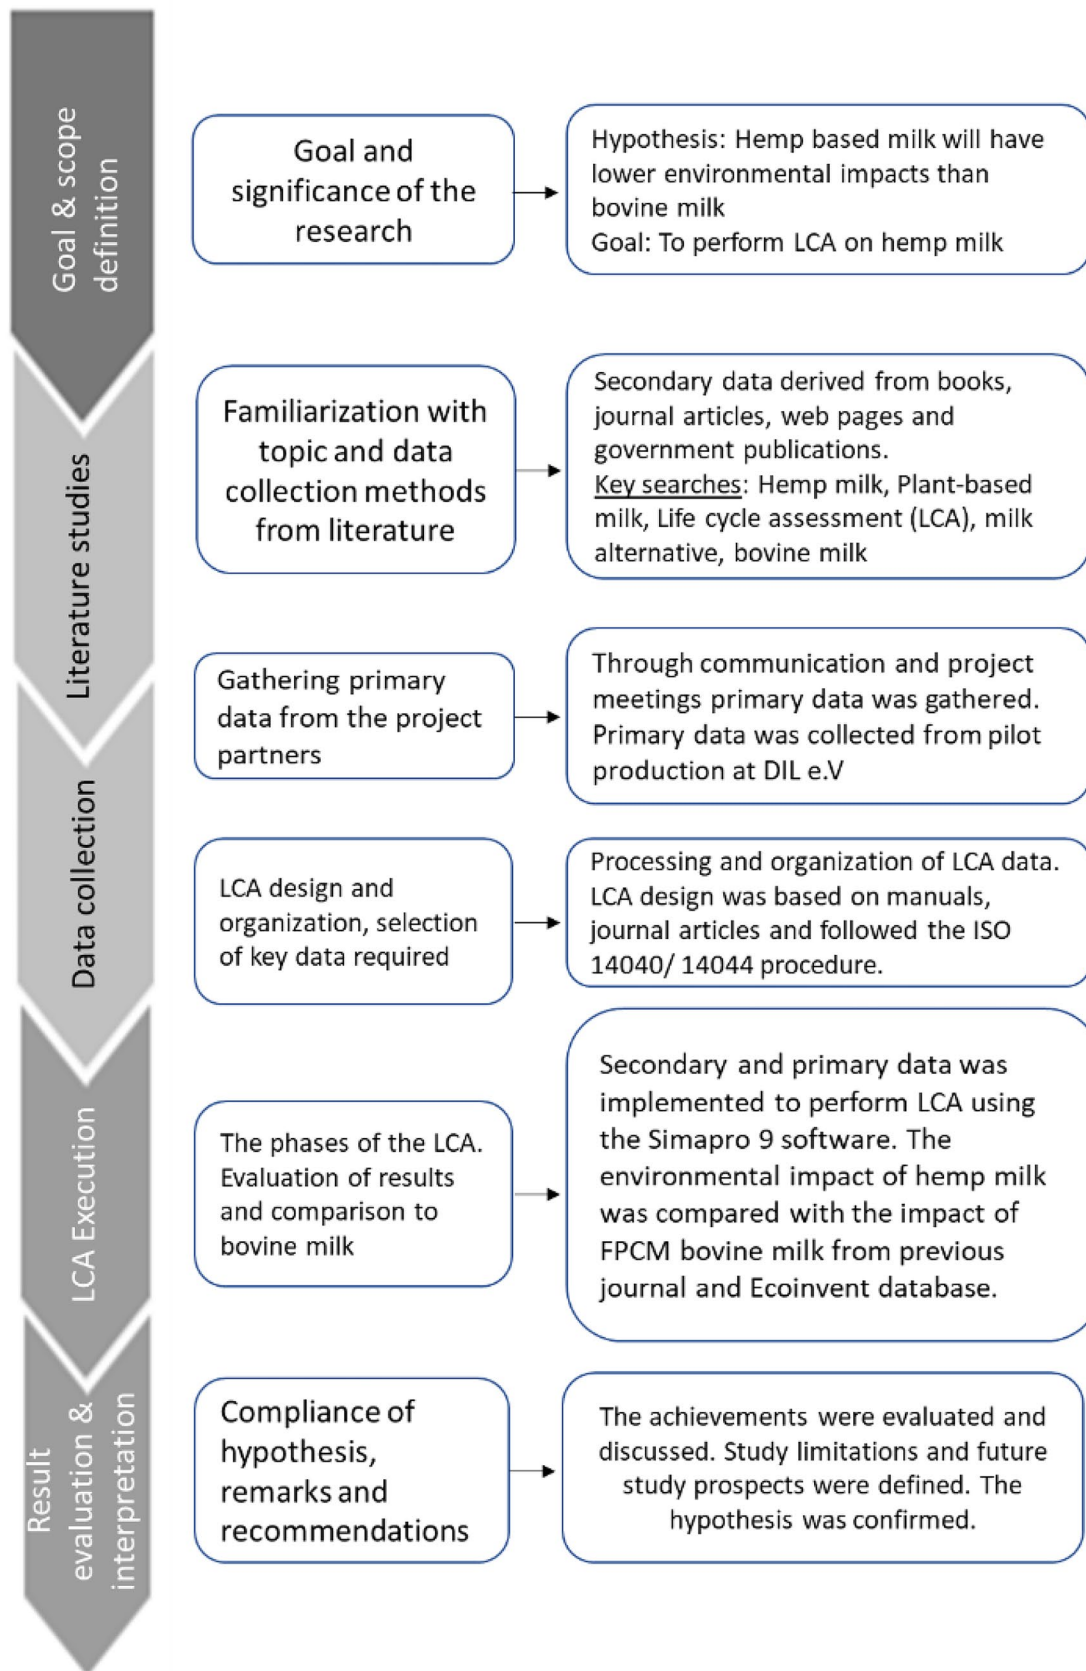 Goal & scope
definition
Goal and
significance of the
research
Hypothesis: Hemp based milk will have
lower environmental impacts than
bovine milk
Goal: To perform LCA on hemp milk
Literature studies
Familiarization with
topic and data
collection methods
from literature
Secondary data derived from books,
journal articles, web pages and
government publications.
Key searches: Hemp milk, Plant-based
milk, Life cycle assessment (LCA), milk
alternative, bovine milk
Data collection
Gathering primary
data from the project
partners
Through communication and project
meetings primary data was gathered.
Primary data was collected from pilot
production at DIL e.V
LCA design and
organization, selection
of key data required
Processing and organization of LCA data.
LCA design was based on manuals,
journal articles and followed the ISO
14040/ 14044 procedure.
LCA Execution
The phases of the LCA.
Evaluation of results
and comparison to
bovine milk
Secondary and primary data was
implemented to perform LCA using
the Simapro 9 software. The
environmental impact of hemp milk
was compared with the impact of
FPCM bovine milk from previous
journal and Ecoinvent database.
Result
evaluation &
interpretation
Compliance of
hypothesis,
remarks and
recommendations
The achievements were evaluated and
discussed. Study limitations and future
study prospects were defined. The
hypothesis was confirmed.